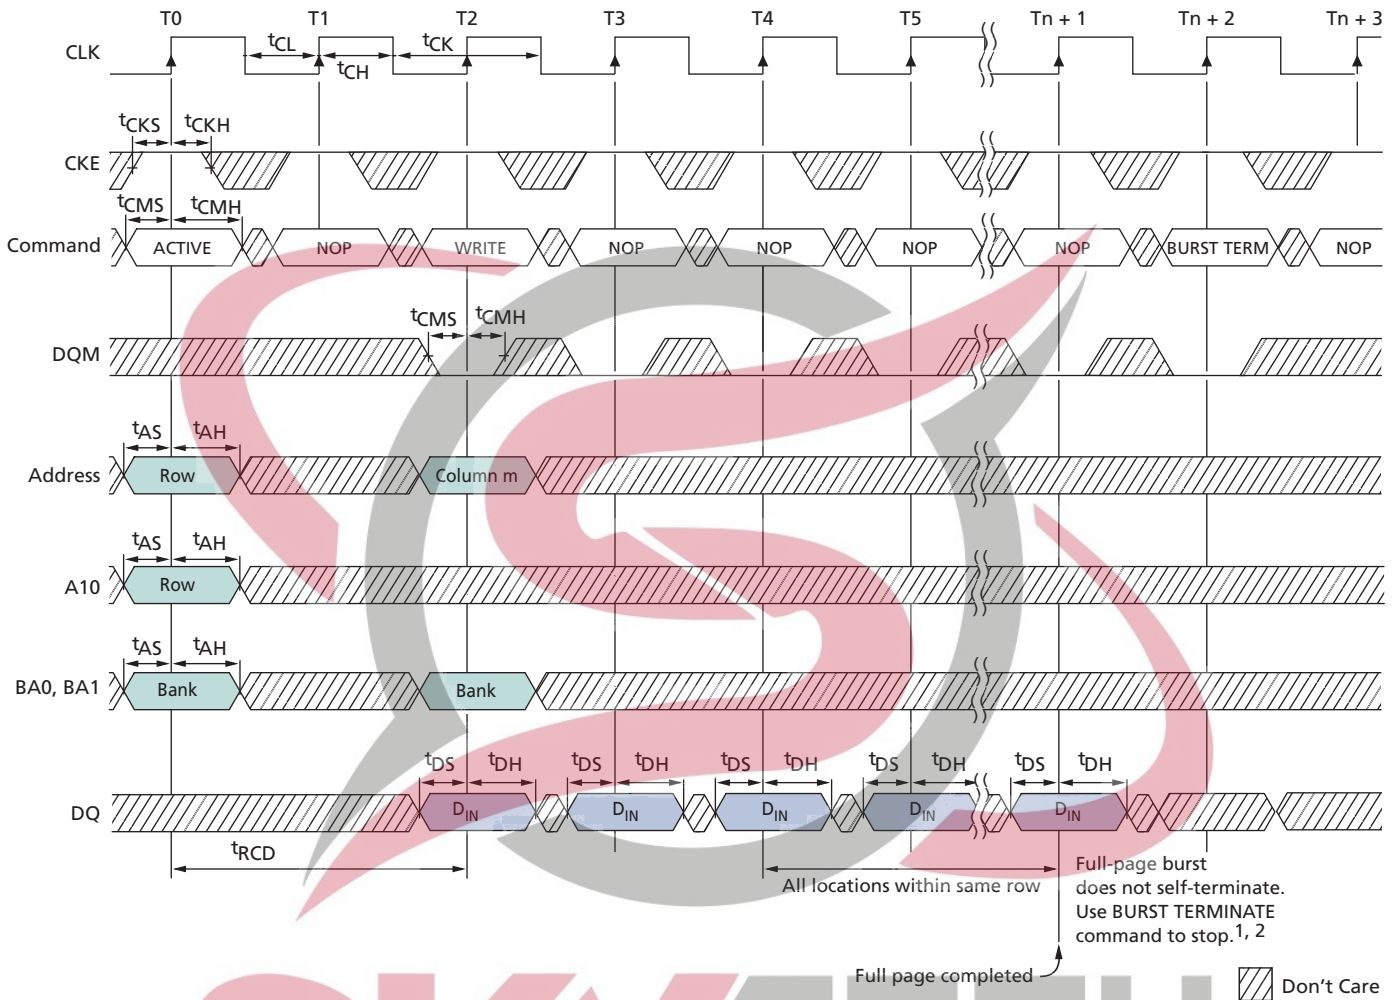 T0 T1 T2 T3 T4 T5 Tn + 1 Tn + 2 Tn + 3
CLK tCL tCH tCK
tCKS tCKH
CKE
tCMS tCMH
Command ACTIVE NOP WRITE NOP NOP NOP NOP BURST TERM NOP
tCMS tCMH
DQM
tAS tAH
Address Row Column m
tAS tAH
A10 Row
tAS tAH
BA0, BA1 Bank Bank
tDS tDH tDS tDH tDS tDH tDS tDH tDS tDH
DQ DIN DIN DIN DIN DIN
tRCD
All locations within same row
Full-page burst
does not self-terminate.
Use BURST TERMINATE
command to stop.1, 2
Full page completed
Don't Care